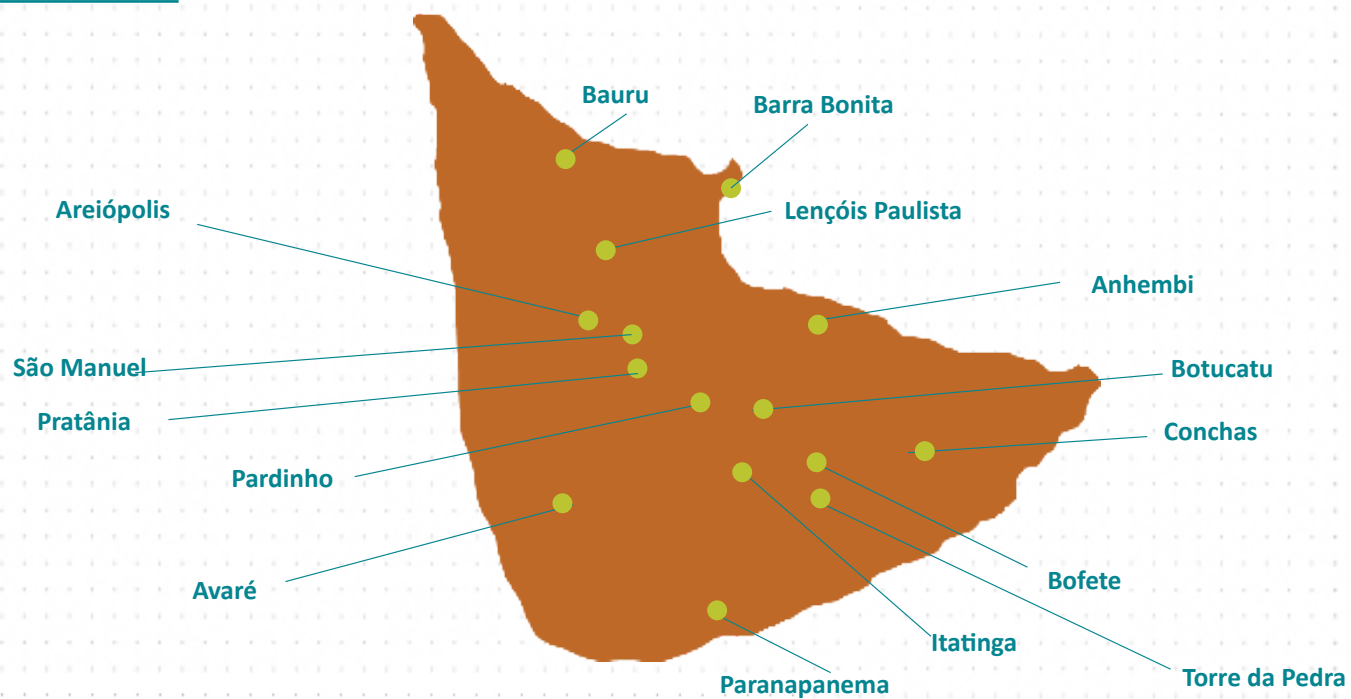 Bauru
Barra Bonita
Areiópolis
Lençóis Paulista
Anhembi
São Manuel
Botucatu
Pratânia
Conchas
Pardinho
Avaré
Bofete
Itatinga
Torre da Pedra
Paranapanema